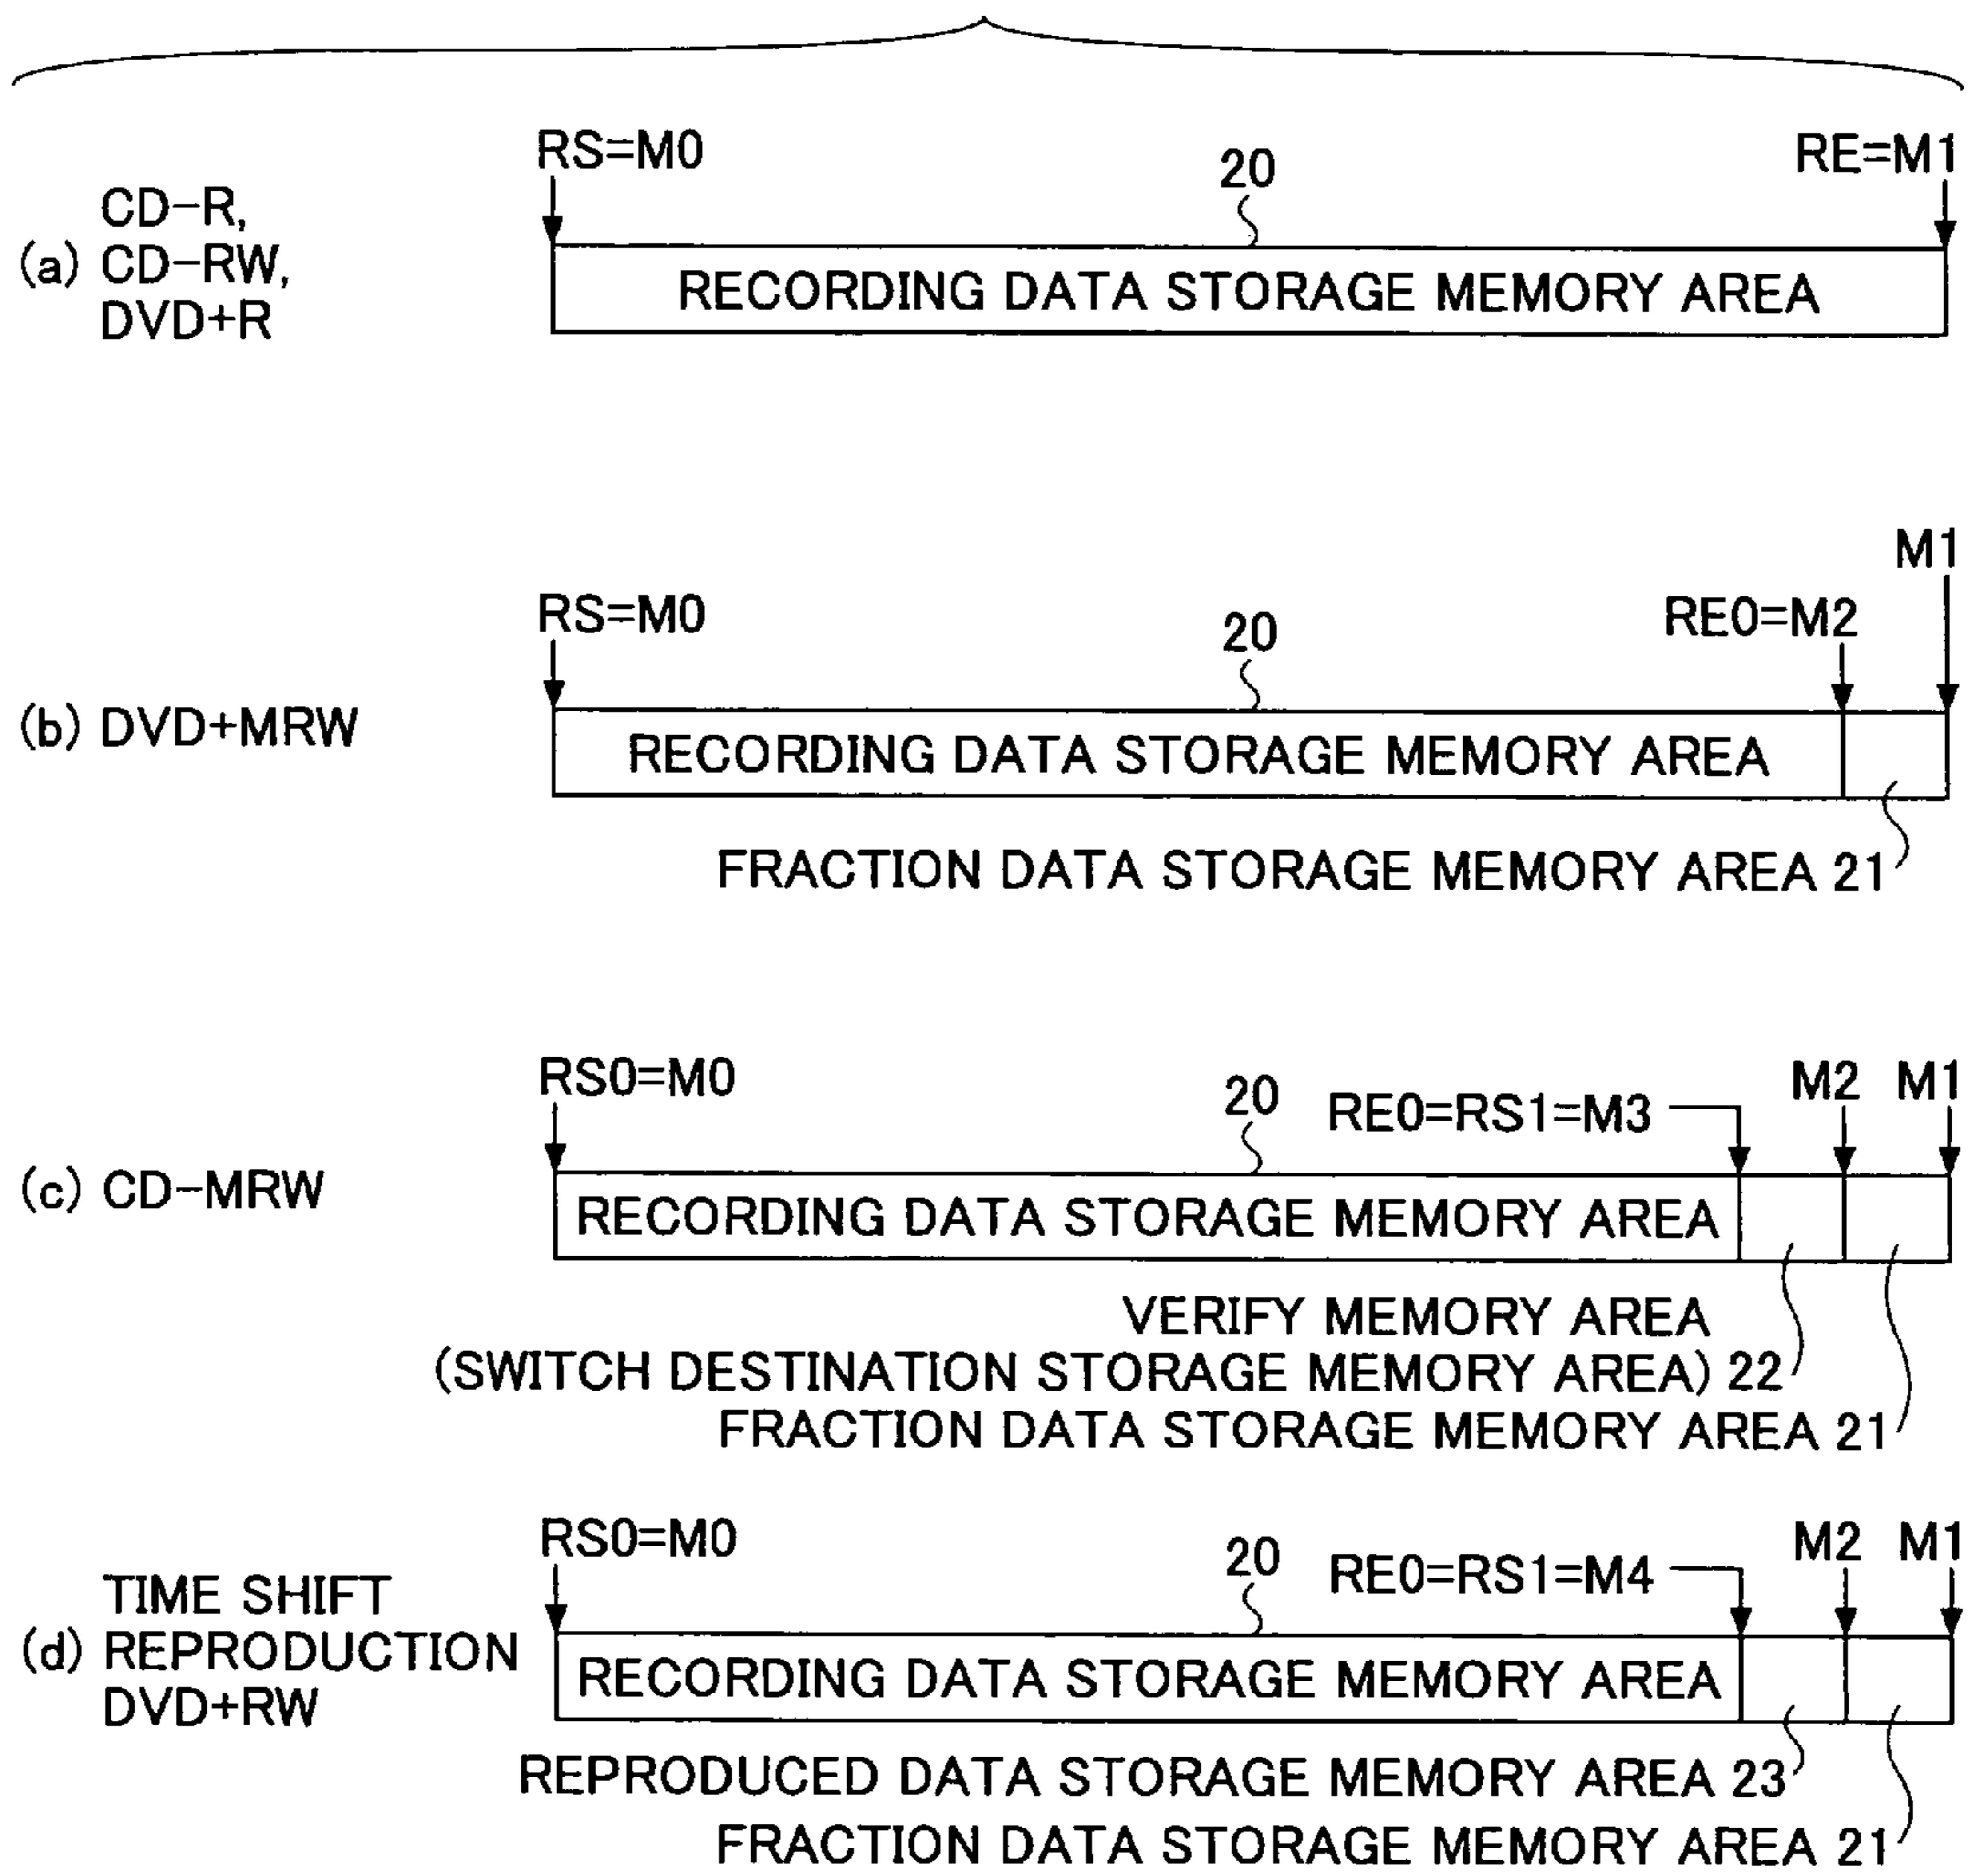 RS=M0
20
RE=M1
CD-R,
(a) CD-RW,
DVD+R
RECORDING DATA STORAGE MEMORY AREA
M1
RS=M0
20
RE0=M2
(b) DVD+MRW
RECORDING DATA STORAGE MEMORY AREA
FRACTION DATA STORAGE MEMORY AREA 21
RS0=M0
20
RE0=RS1=M3
M2
M1
(c) CD-MRW
RECORDING DATA STORAGE MEMORY AREA
VERIFY MEMORY AREA
(SWITCH DESTINATION STORAGE MEMORY AREA) 22
FRACTION DATA STORAGE MEMORY AREA 21
RS0=M0
20
RE0=RS1=M4
M2
M1
TIME SHIFT
(d) REPRODUCTION
DVD+RW
RECORDING DATA STORAGE MEMORY AREA
REPRODUCED DATA STORAGE MEMORY AREA 23
FRACTION DATA STORAGE MEMORY AREA 21